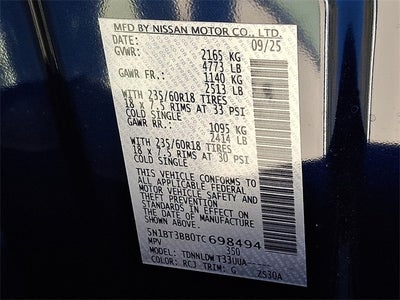 MFD BY NISSAN MOTOR CO., LTD.
DATE: 09/25
GVWR: 2165 KG
4773 LB
GAWR FR.: 1140 KG
2513 LB
WITH 235/60R18 TIRES
18 x 7.5 RIMS AT 33 PSI
COLD SINGLE
GAWR RR.: 1095 KG
2414 LB
WITH 235/60R18 TIRES
18 x 7.5 RIMS AT 30 PSI
COLD SINGLE
THIS VEHICLE CONFORMS TO
ALL APPLICABLE FEDERAL
MOTOR VEHICLE SAFETY AND
THEFT PREVENTION
STANDARDS IN EFFECT ON
THE DATE OF MANUFACTURE
SHOWN ABOVE.
5N1BT3BB0TC698494
MPV 350
MODEL: TDNNLDWT33UUA
COLOR: RCJ TRIM: G 2S30A